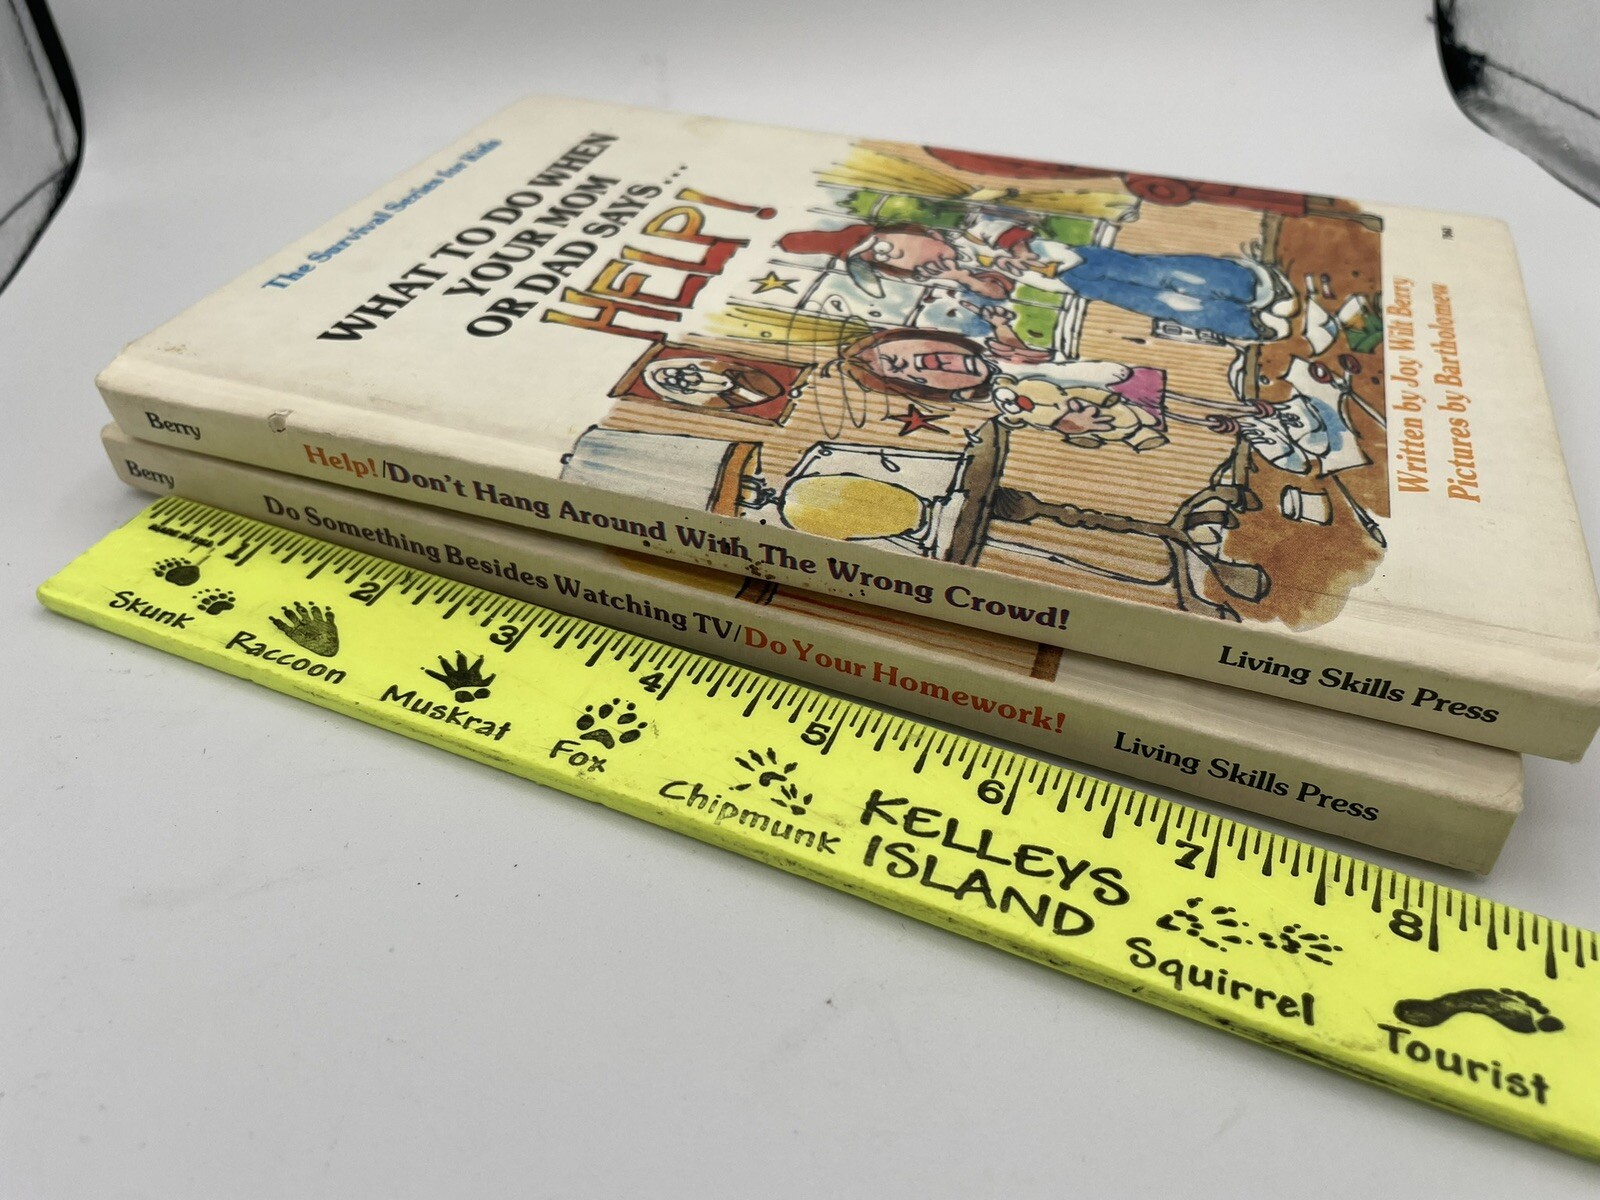 The Survival Series for Kids
WHAT TO DO WHEN
YOUR MOM
OR DAD SAYS...
HELP!
Written by Joy Wilt Berry
Pictures by Bartholomew
Berry
Help!/Don't Hang Around With The Wrong Crowd!
Living Skills Press
Berry
Do Something Besides Watching TV/Do Your Homework!
Living Skills Press
1 2 3 4 5 6 7 8
Skunk
Raccoon
Muskrat
Fox
Chipmunk
KELLEYS
ISLAND
Squirrel
Tourist